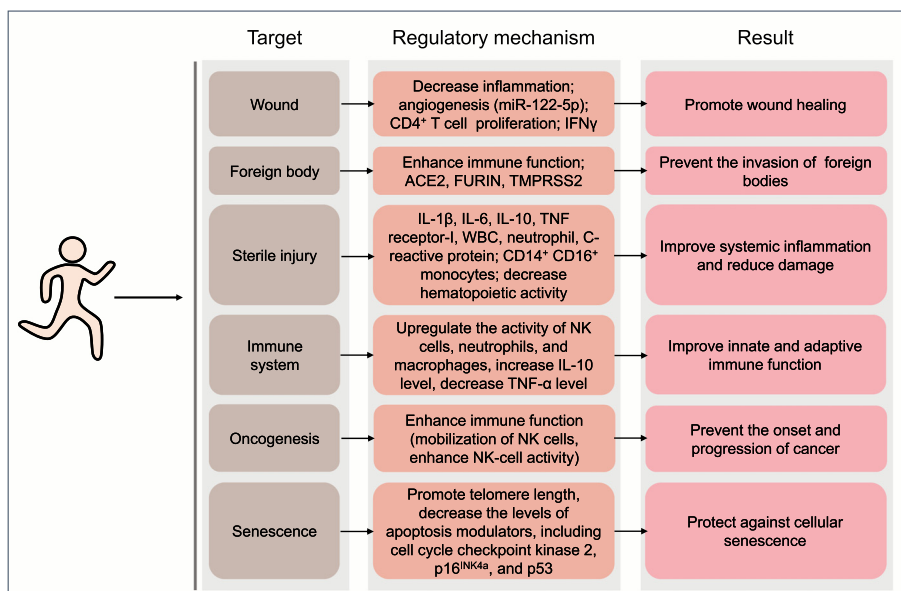 Target
Regulatory mechanism
Result
Wound
Decrease inflammation;
angiogenesis (miR-122-5p);
CD4⁺ T cell proliferation; IFNγ
Promote wound healing
Foreign body
Enhance immune function;
ACE2, FURIN, TMPRSS2
Prevent the invasion of foreign
bodies
Sterile injury
IL-1β, IL-6, IL-10, TNF
receptor-I, WBC, neutrophil, C-
reactive protein; CD14⁺ CD16⁺
monocytes; decrease
hematopoietic activity
Improve systemic inflammation
and reduce damage
Immune
system
Upregulate the activity of NK
cells, neutrophils, and
macrophages, increase IL-10
level, decrease TNF-α level
Improve innate and adaptive
immune function
Oncogenesis
Enhance immune function
(mobilization of NK cells,
enhance NK-cell activity)
Prevent the onset and
progression of cancer
Senescence
Promote telomere length,
decrease the levels of
apoptosis modulators, including
cell cycle checkpoint kinase 2,
p16ᴵᴺᴷ⁴ᵃ, and p53
Protect against cellular
senescence